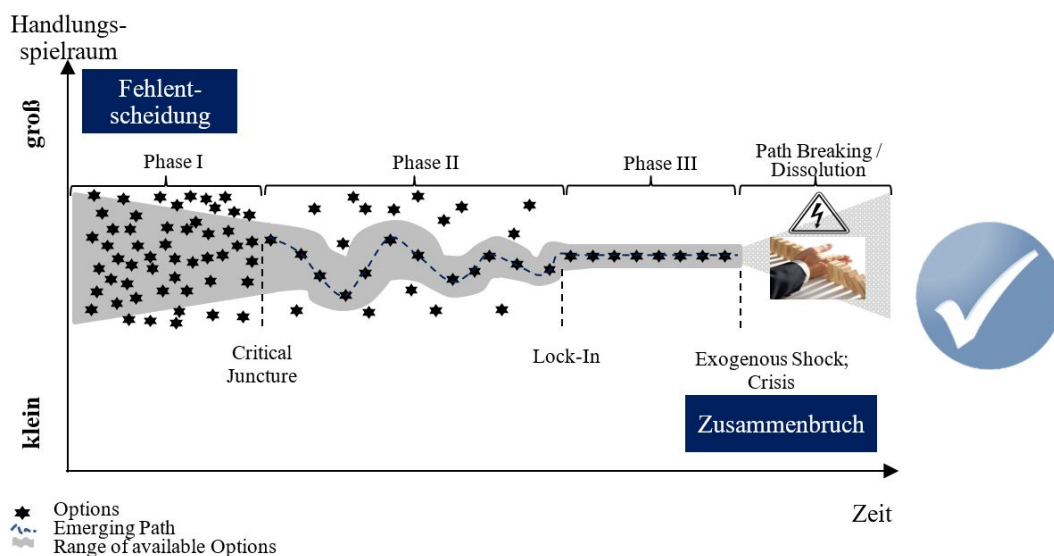 Handlungs-
spielraum
groß
klein
Fehlent-
scheidung
Phase I
Phase II
Phase III
Path Breaking /
Dissolution
Critical
Juncture
Lock-In
Exogenous Shock;
Crisis
Zusammenbruch
Zeit
Options
Emerging Path
Range of available Options